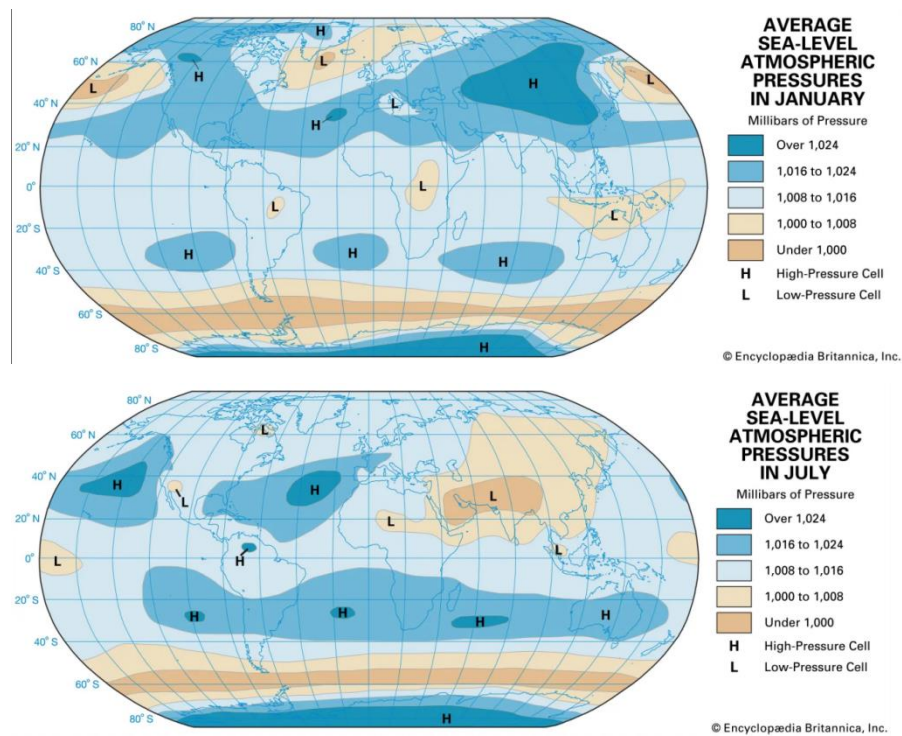 AVERAGE
SEA-LEVEL
ATMOSPHERIC
PRESSURES
IN JANUARY
Millibars of Pressure
Over 1,024
1,016 to 1,024
1,008 to 1,016
1,000 to 1,008
Under 1,000
H High-Pressure Cell
L Low-Pressure Cell
© Encyclopædia Britannica, Inc.
80° N
60° N
40° N
20° N
0°
20° S
40° S
60° S
80° S
H
L
H
L
H
L
H
L
L
L
L
H
H
H
H
AVERAGE
SEA-LEVEL
ATMOSPHERIC
PRESSURES
IN JULY
Millibars of Pressure
Over 1,024
1,016 to 1,024
1,008 to 1,016
1,000 to 1,008
Under 1,000
H High-Pressure Cell
L Low-Pressure Cell
© Encyclopædia Britannica, Inc.
80° N
60° N
40° N
20° N
0°
20° S
40° S
60° S
80° S
L
H
L
H
L
L
L
H
L
H
H
H
H
H